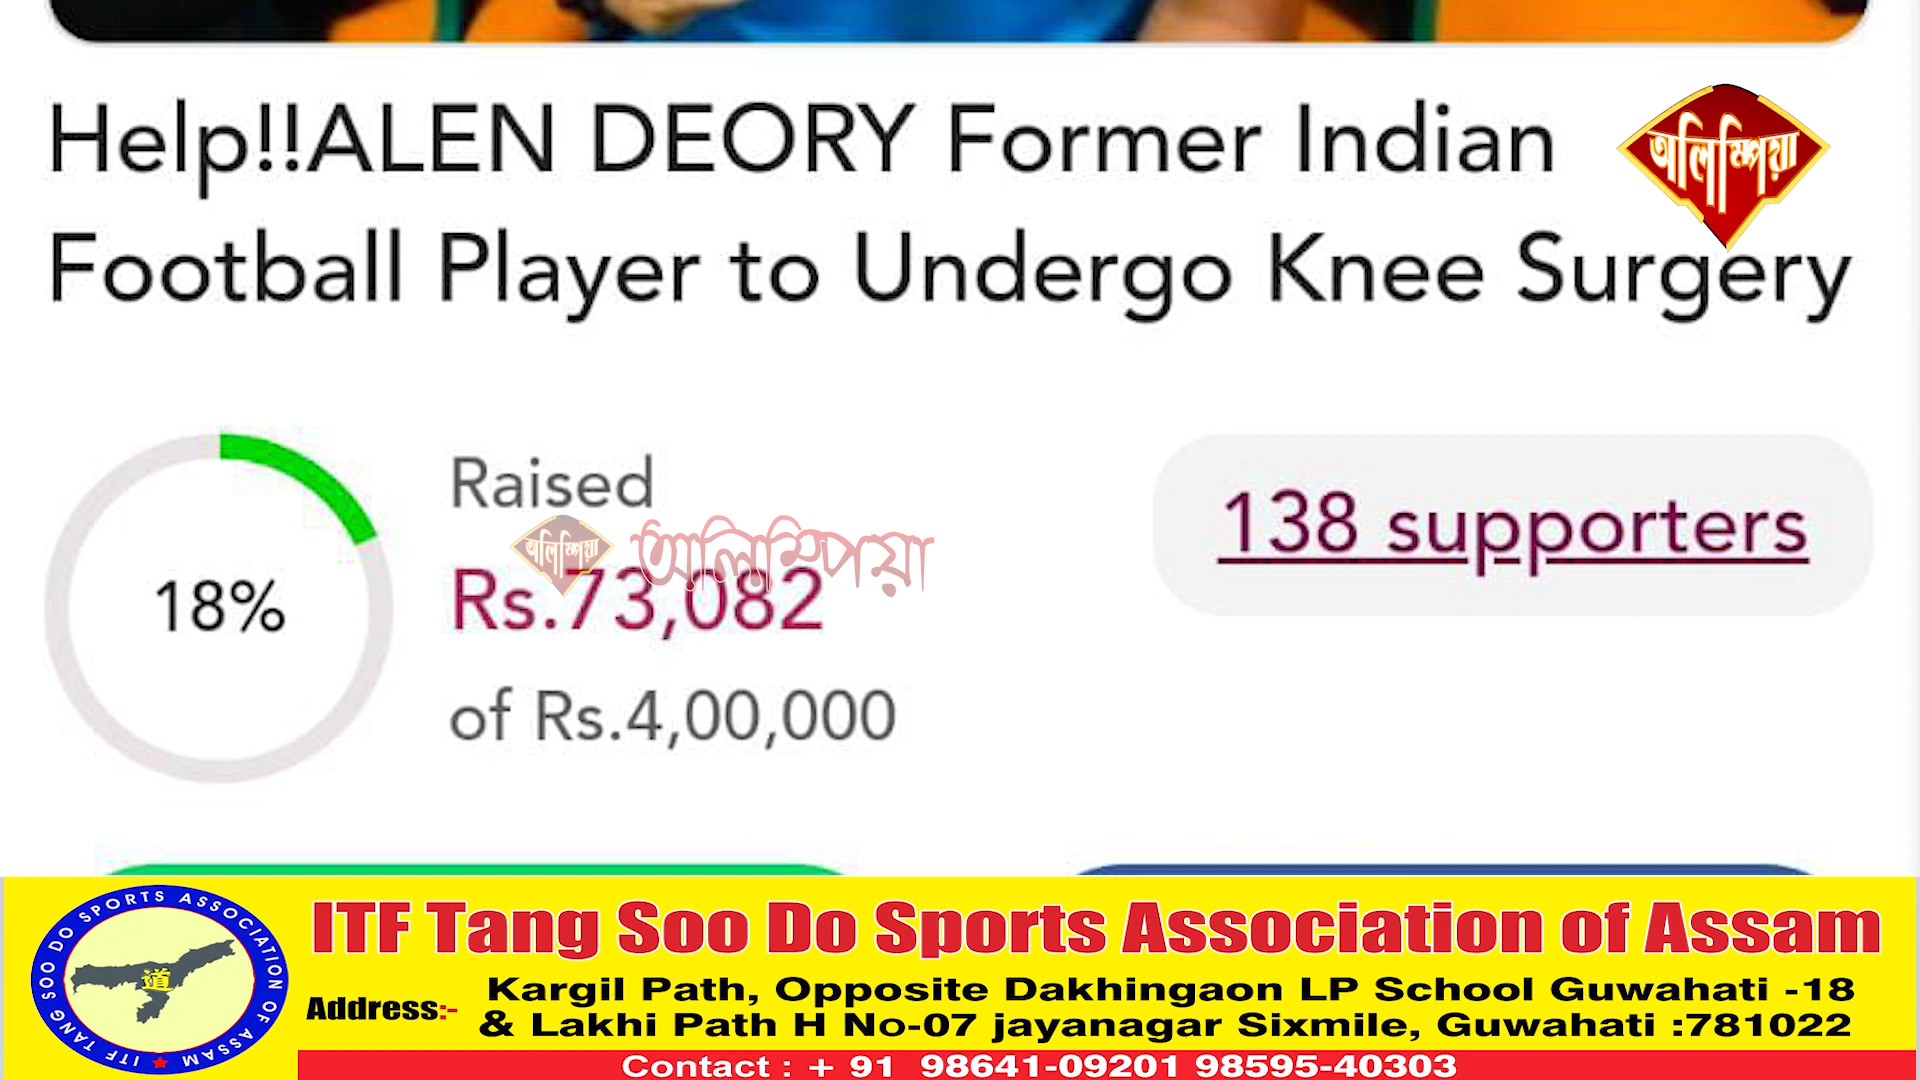 Help!!ALEN DEORY Former Indian
Football Player to Undergo Knee Surgery
অলিম্পিয়া
18%
Raised
Rs.73,082
of Rs.4,00,000
অলিম্পিয়া অলিম্পিয়া
138 supporters
TANG SOO DO SPORTS ASSOCIATION OF ASSAM
ITF
道
ITF Tang Soo Do Sports Association of Assam
Address:- Kargil Path, Opposite Dakhingaon LP School Guwahati -18
& Lakhi Path H No-07 jayanagar Sixmile, Guwahati :781022
Contact : + 91 98641-09201 98595-40303